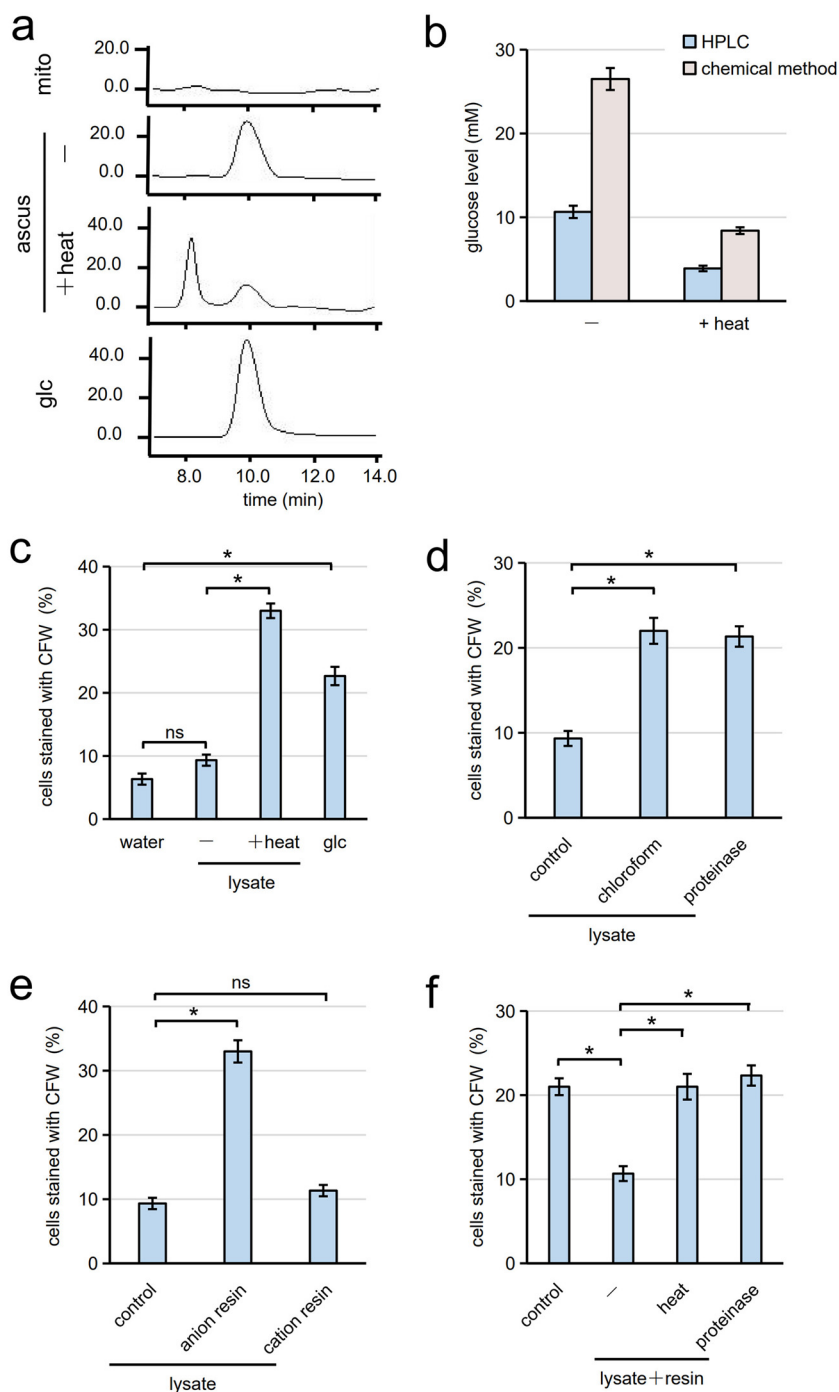 a
mito
20.0
0.0
ascus
—
20.0
0.0
+heat
40.0
20.0
0.0
glc
40.0
20.0
0.0
8.0 10.0 12.0 14.0
time (min)
b
glucose level (mM)
30
20
10
0
HPLC
chemical method
— + heat
c
cells stained with CFW (%)
40
30
20
10
0
*
*
ns
water — +heat glc
lysate
d
cells stained with CFW (%)
30
20
10
0
*
*
control chloroform proteinase
lysate
e
cells stained with CFW (%)
40
30
20
10
0
ns
*
control anion resin cation resin
lysate
f
cells stained with CFW (%)
30
20
10
0
*
* *
control — heat proteinase
lysate+resin